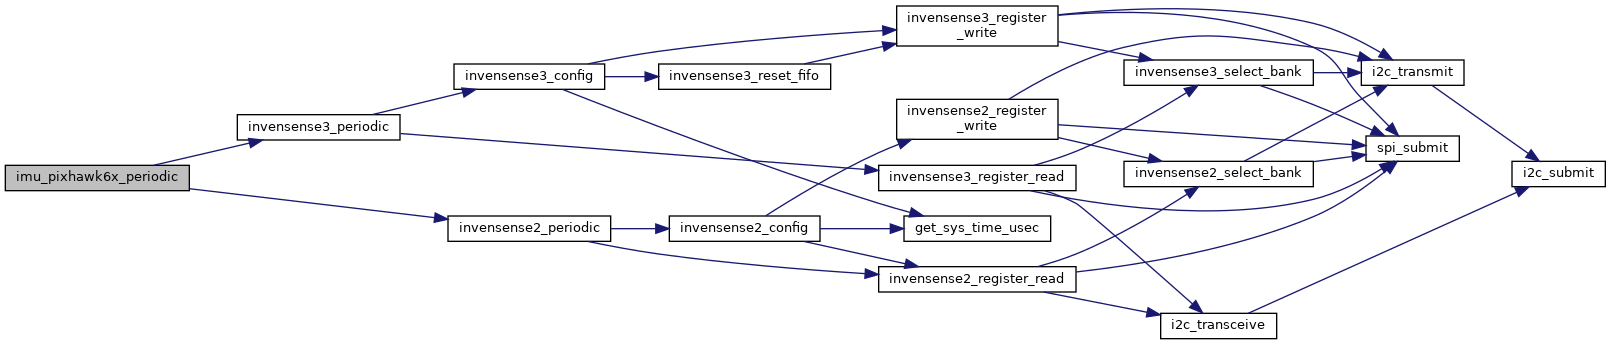 imu_pixhawk6x_periodic
invensense3_periodic
invensense2_periodic
invensense3_config
invensense3_reset_fifo
invensense2_config
invensense3_register
_write
invensense2_register
_write
invensense3_register_read
get_sys_time_usec
invensense2_register_read
invensense3_select_bank
invensense2_select_bank
i2c_transceive
i2c_transmit
spi_submit
i2c_submit